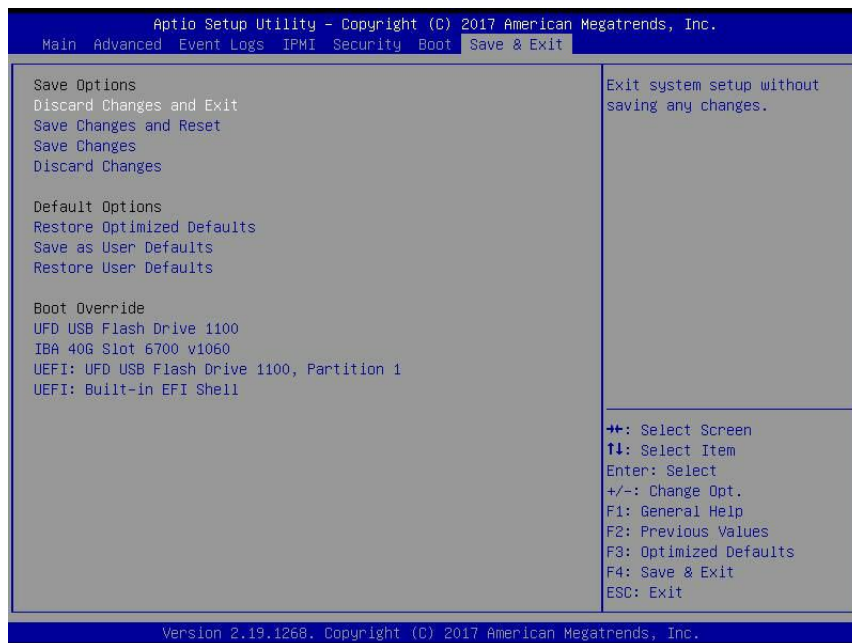 Aptio Setup Utility – Copyright (C) 2017 American Megatrends, Inc.
Main Advanced Event Logs IPMI Security Boot Save & Exit
Save Options
Discard Changes and Exit
Save Changes and Reset
Save Changes
Discard Changes
Default Options
Restore Optimized Defaults
Save as User Defaults
Restore User Defaults
Boot Override
UFD USB Flash Drive 1100
IBA 40G Slot 6700 v1060
UEFI: UFD USB Flash Drive 1100, Partition 1
UEFI: Built-in EFI Shell
Exit system setup without
saving any changes.
→←: Select Screen
↑↓: Select Item
Enter: Select
+/-: Change Opt.
F1: General Help
F2: Previous Values
F3: Optimized Defaults
F4: Save & Exit
ESC: Exit
Version 2.19.1268. Copyright (C) 2017 American Megatrends, Inc.